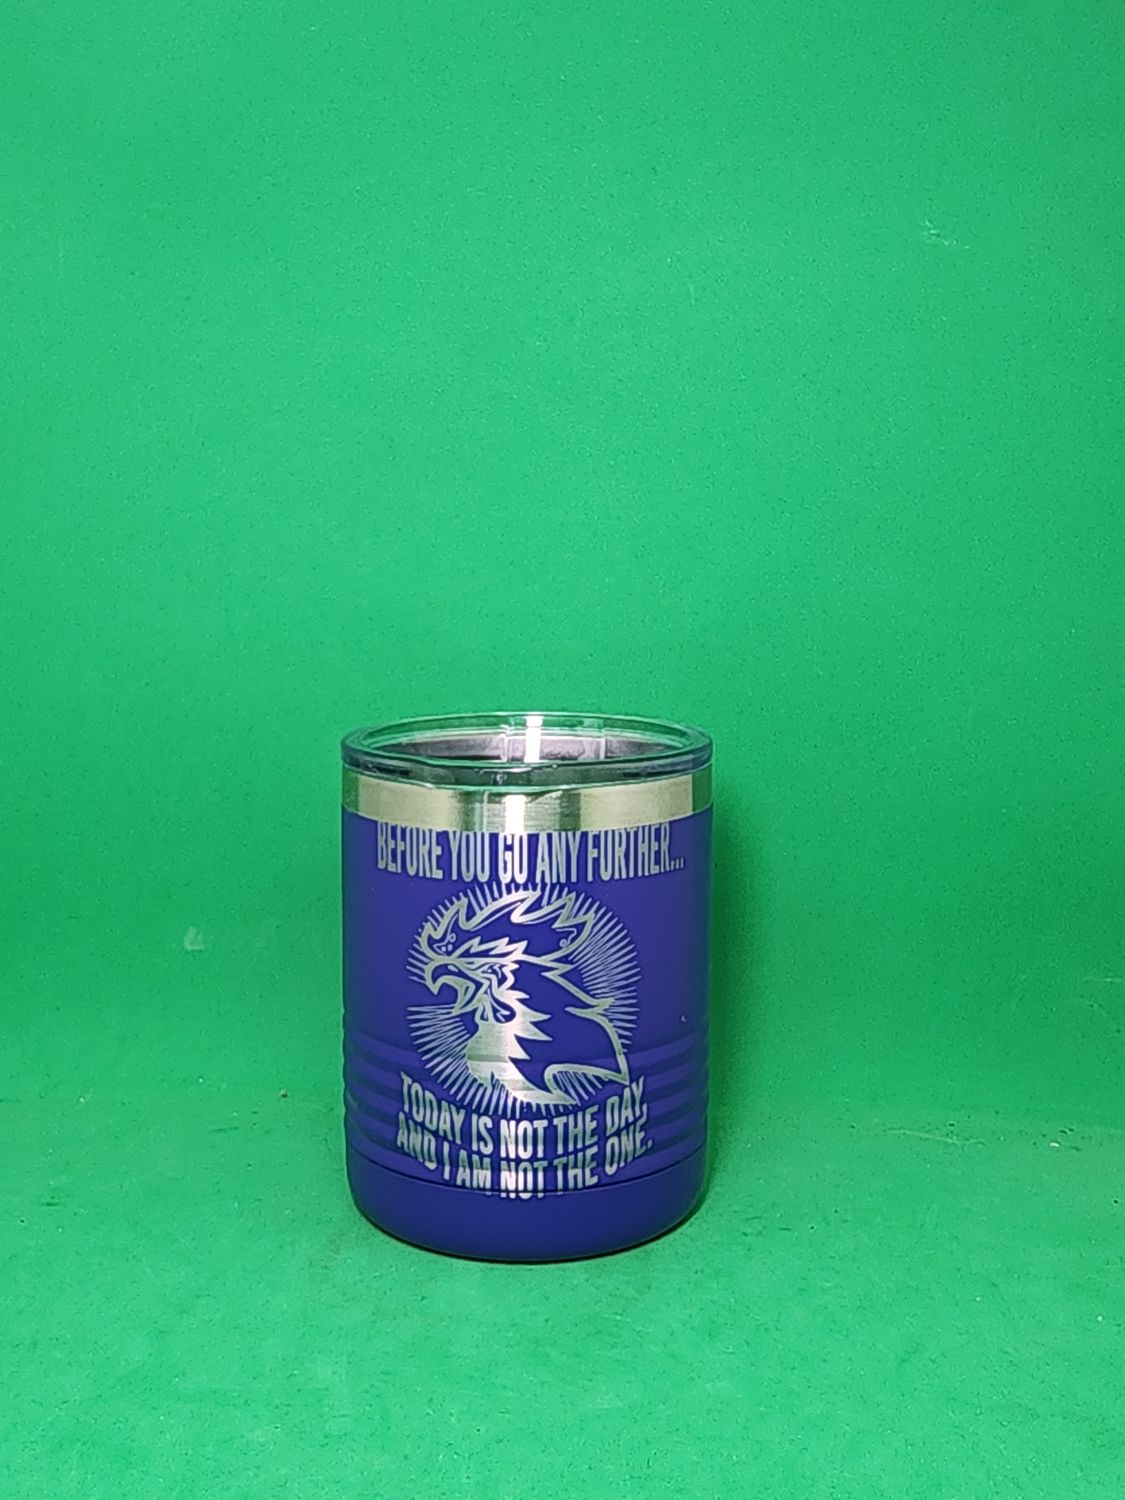 BEFORE YOU GO ANY FURTHER...
TODAY IS NOT THE DAY,
AND I AM NOT THE ONE.